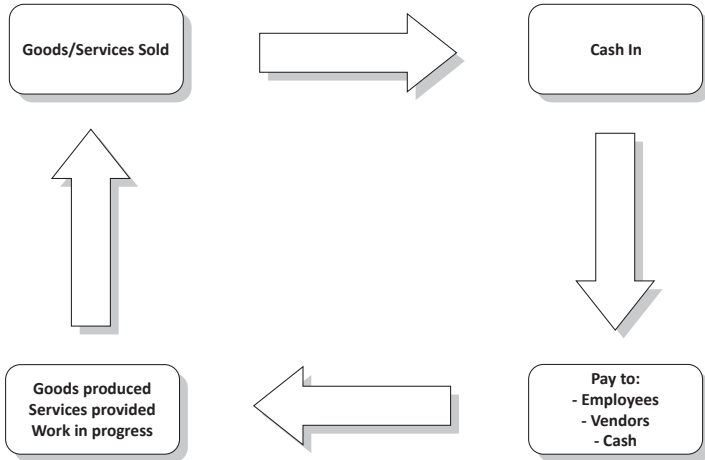 Goods/Services Sold
Cash In
Goods produced
Services provided
Work in progress
Pay to:
- Employees
- Vendors
- Cash